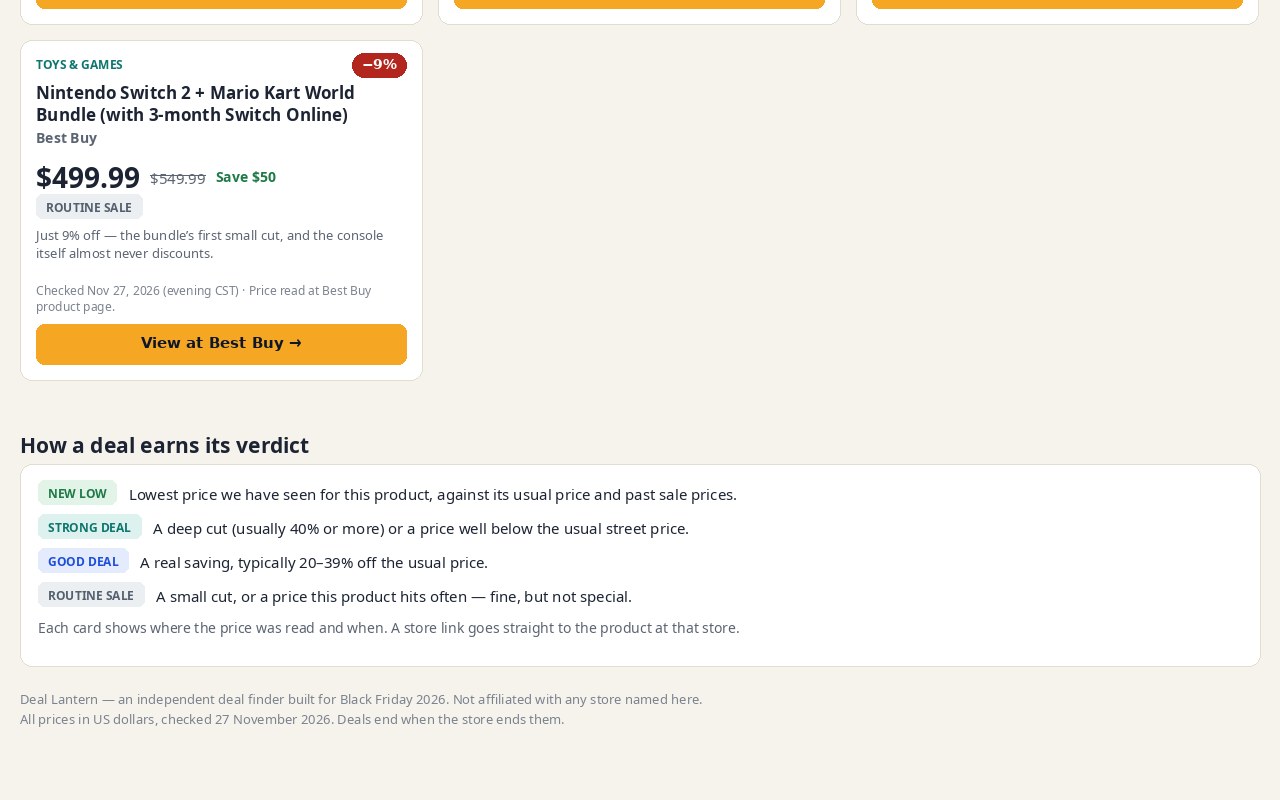 TOYS & GAMES
−9%
Nintendo Switch 2 + Mario Kart World
Bundle (with 3-month Switch Online)
Best Buy
$499.99 $549.99 Save $50
ROUTINE SALE
Just 9% off — the bundle’s first small cut, and the console
itself almost never discounts.
Checked Nov 27, 2026 (evening CST) · Price read at Best Buy
product page.
View at Best Buy →
How a deal earns its verdict
NEW LOW Lowest price we have seen for this product, against its usual price and past sale prices.
STRONG DEAL A deep cut (usually 40% or more) or a price well below the usual street price.
GOOD DEAL A real saving, typically 20–39% off the usual price.
ROUTINE SALE A small cut, or a price this product hits often — fine, but not special.
Each card shows where the price was read and when. A store link goes straight to the product at that store.
Deal Lantern — an independent deal finder built for Black Friday 2026. Not affiliated with any store named here.
All prices in US dollars, checked 27 November 2026. Deals end when the store ends them.